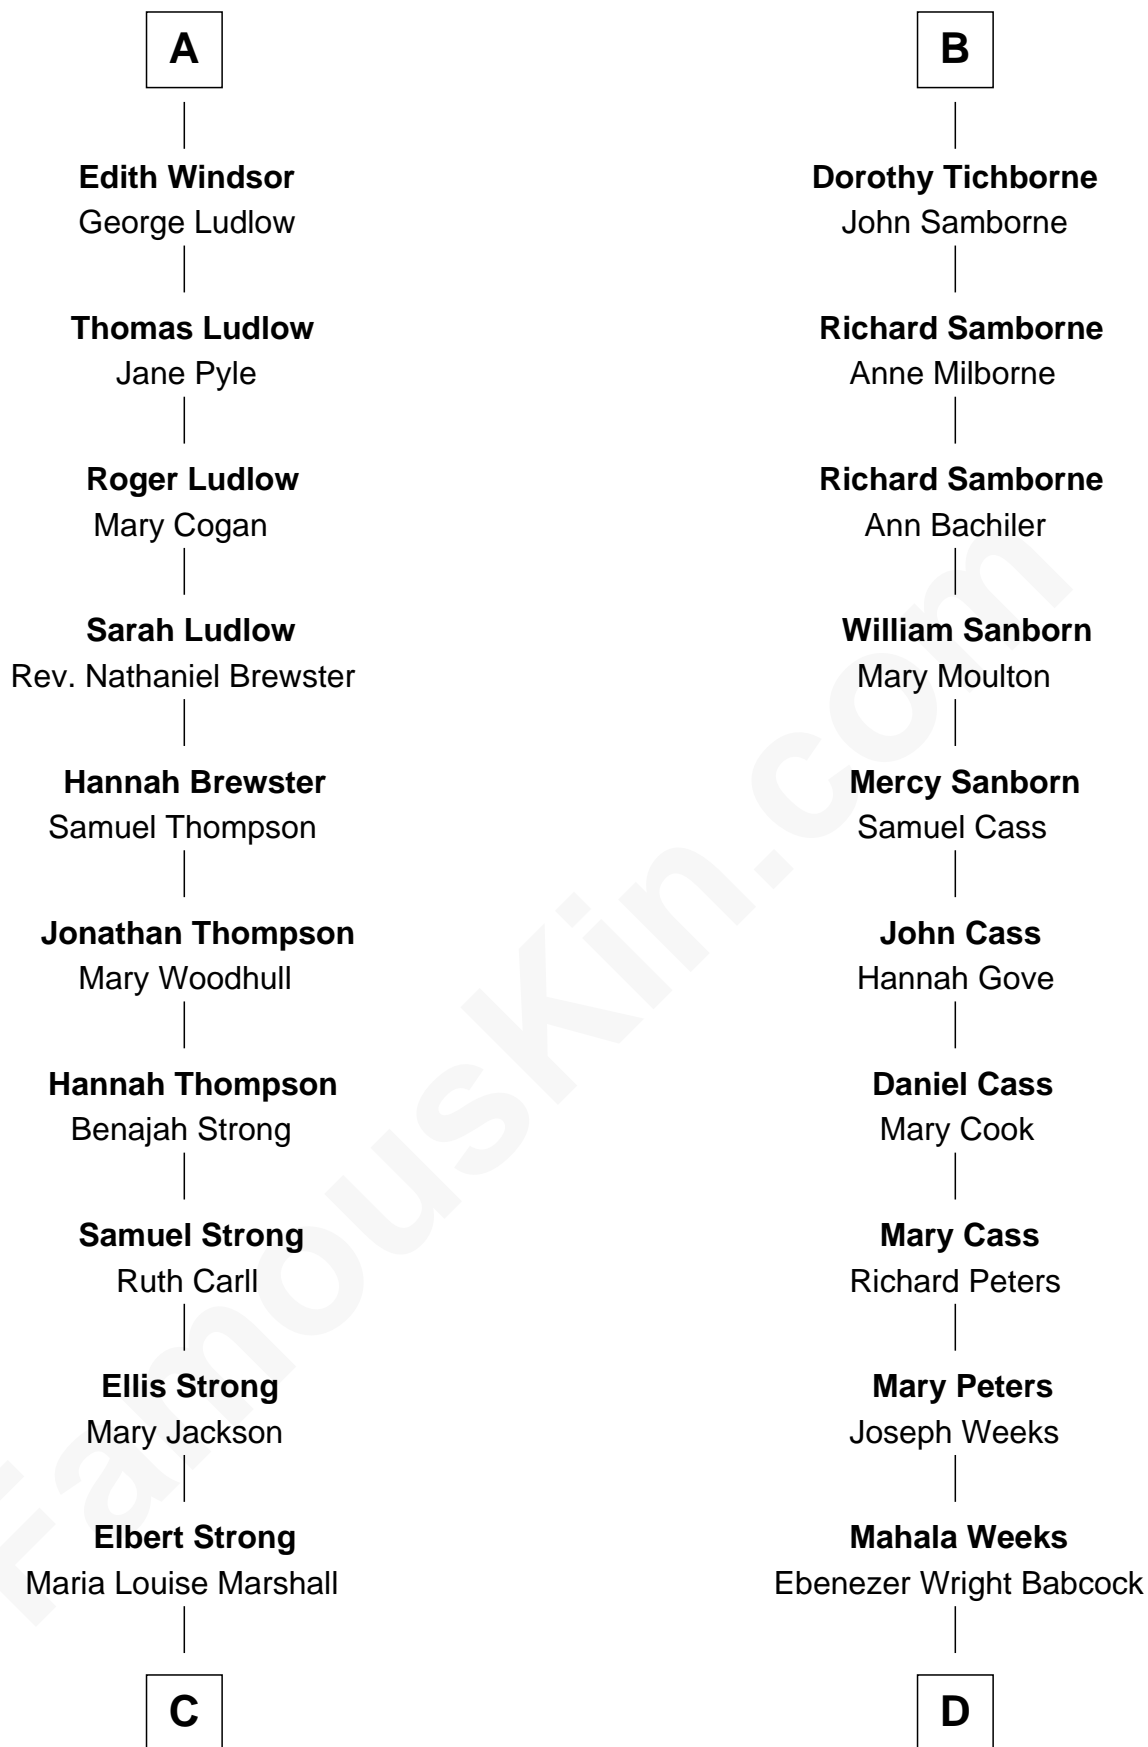 A
Edith Windsor
George Ludlow
Thomas Ludlow
Jane Pyle
Roger Ludlow
Mary Cogan
Sarah Ludlow
Rev. Nathaniel Brewster
Hannah Brewster
Samuel Thompson
Jonathan Thompson
Mary Woodhull
Hannah Thompson
Benajah Strong
Samuel Strong
Ruth Carll
Ellis Strong
Mary Jackson
Elbert Strong
Maria Louise Marshall
C
B
Dorothy Tichborne
John Samborne
Richard Samborne
Anne Milborne
Richard Samborne
Ann Bachiler
William Sanborn
Mary Moulton
Mercy Sanborn
Samuel Cass
John Cass
Hannah Gove
Daniel Cass
Mary Cook
Mary Cass
Richard Peters
Mary Peters
Joseph Weeks
Mahala Weeks
Ebenezer Wright Babcock
D
FamousKin.com